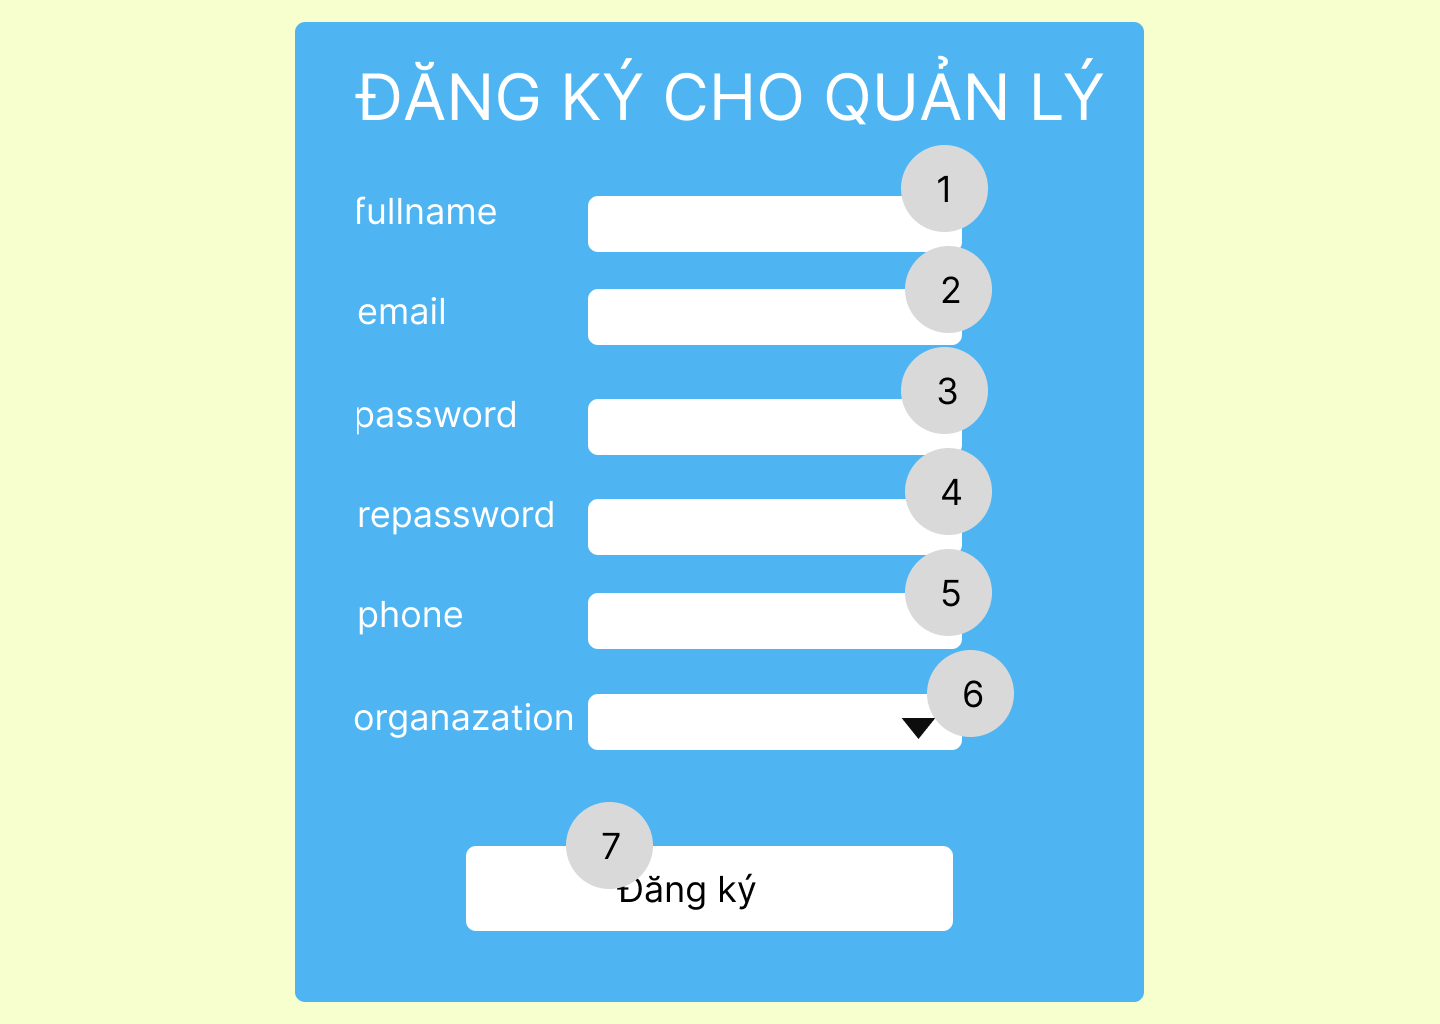 ĐĂNG KÝ CHO QUẢN LÝ
fullname 1
email 2
password 3
repassword 4
phone 5
organazation 6
7
Đăng ký